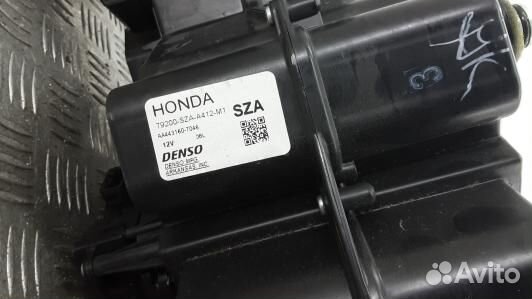 HONDA
79200-SZA-A412-M1
SZA
AA443160-7046
12V
DENSO
DENSO MFG.
ARKANSAS, INC.
Avito